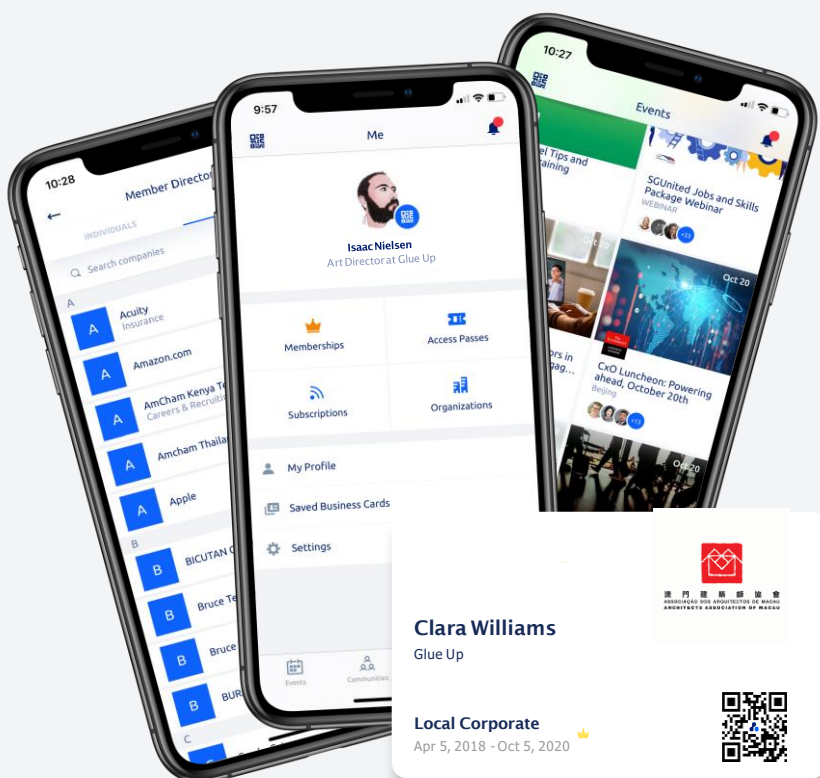 10:28
Member Director
INDIVIDUALS
Search companies
A
A
Acuity
Insurance
A
Amazon.com
A
AmCham Kenya Te
Careers & Recruiti
A
Amcham Thaila
A
Apple
B
B
BICUTAN
B
Bruce Te
B
Bruce
B
BUR
C
9:57
Me
Isaac Nielsen
Art Director at Glue Up
Memberships
Access Passes
Subscriptions
Organizations
My Profile
Saved Business Cards
Settings
Events
Communities
10:27
Events
el Tips and
raining
SGUnited Jobs and Skills
Package Webinar
WEBINAR
+23
Oct 20
Oct 20
ors in
gag...
CxO Luncheon: Powering
ahead, October 20th
Beijing
+13
Oct 20
澳門建築師協會
ASSOCIAÇÃO DOS ARQUITECTOS DE MACAU
ARCHITECTS ASSOCIATION OF MACAU
Clara Williams
Glue Up
Local Corporate
Apr 5, 2018 - Oct 5, 2020